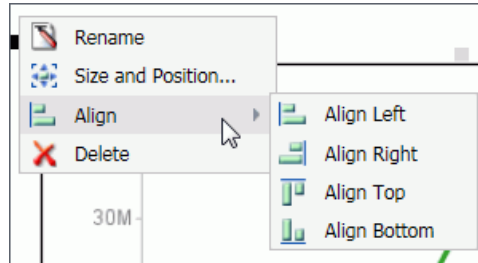 Rename
Size and Position...
Align
Delete
Align Left
Align Right
Align Top
Align Bottom
30M